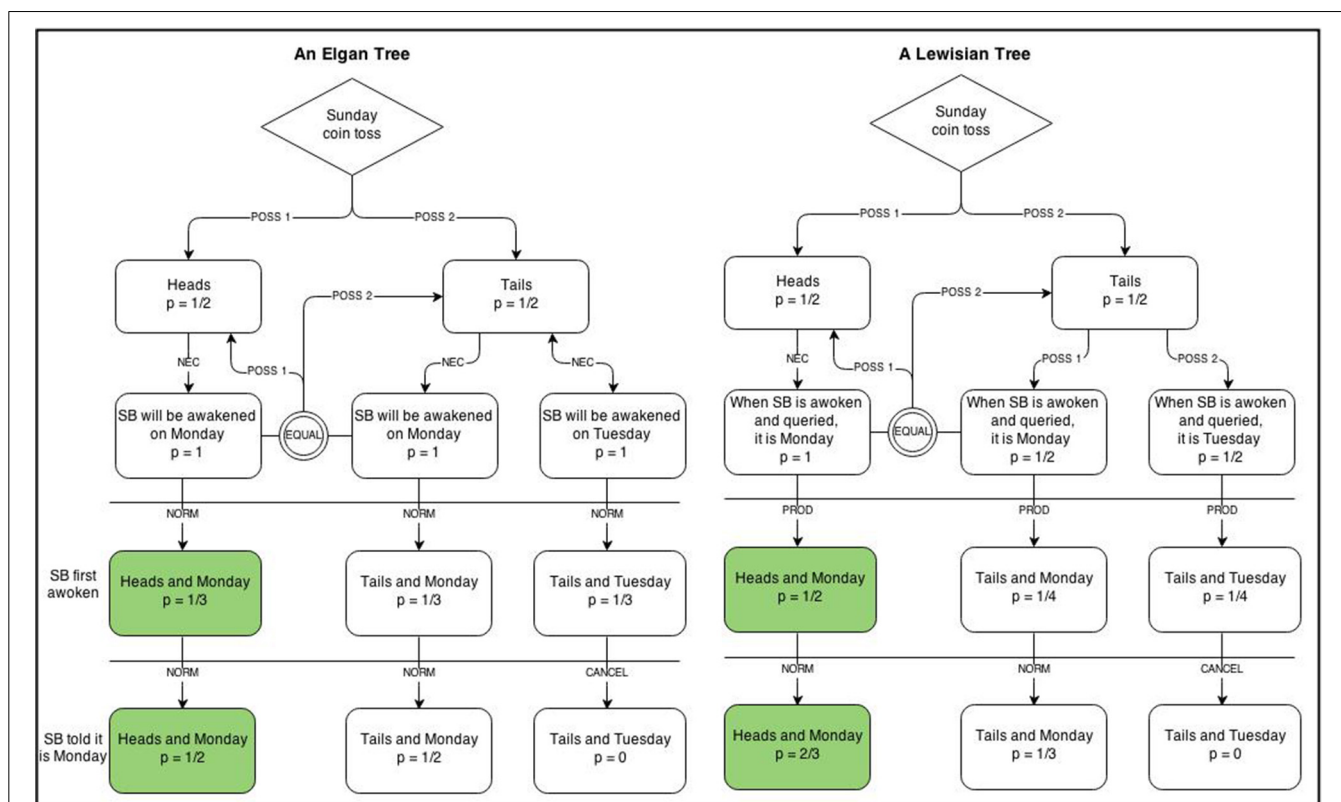 An Elgan Tree
Sunday
coin toss
POSS 1
POSS 2
Heads
p = 1/2
Tails
p = 1/2
POSS 2
NEC
POSS 1
NEC
NEC
SB will be awakened
on Monday
p = 1
EQUAL
SB will be awakened
on Monday
p = 1
SB will be awakened
on Tuesday
p = 1
NORM
NORM
NORM
SB first
awoken
Heads and Monday
p = 1/3
Tails and Monday
p = 1/3
Tails and Tuesday
p = 1/3
NORM
NORM
CANCEL
SB told it
is Monday
Heads and Monday
p = 1/2
Tails and Monday
p = 1/2
Tails and Tuesday
p = 0
A Lewisian Tree
Sunday
coin toss
POSS 1
POSS 2
Heads
p = 1/2
Tails
p = 1/2
POSS 2
NEC
POSS 1
POSS 1
POSS 2
When SB is awoken
and queried,
it is Monday
p = 1
EQUAL
When SB is awoken
and queried,
it is Monday
p = 1/2
When SB is awoken
and queried,
it is Tuesday
p = 1/2
PROD
PROD
PROD
Heads and Monday
p = 1/2
Tails and Monday
p = 1/4
Tails and Tuesday
p = 1/4
NORM
NORM
CANCEL
Heads and Monday
p = 2/3
Tails and Monday
p = 1/3
Tails and Tuesday
p = 0